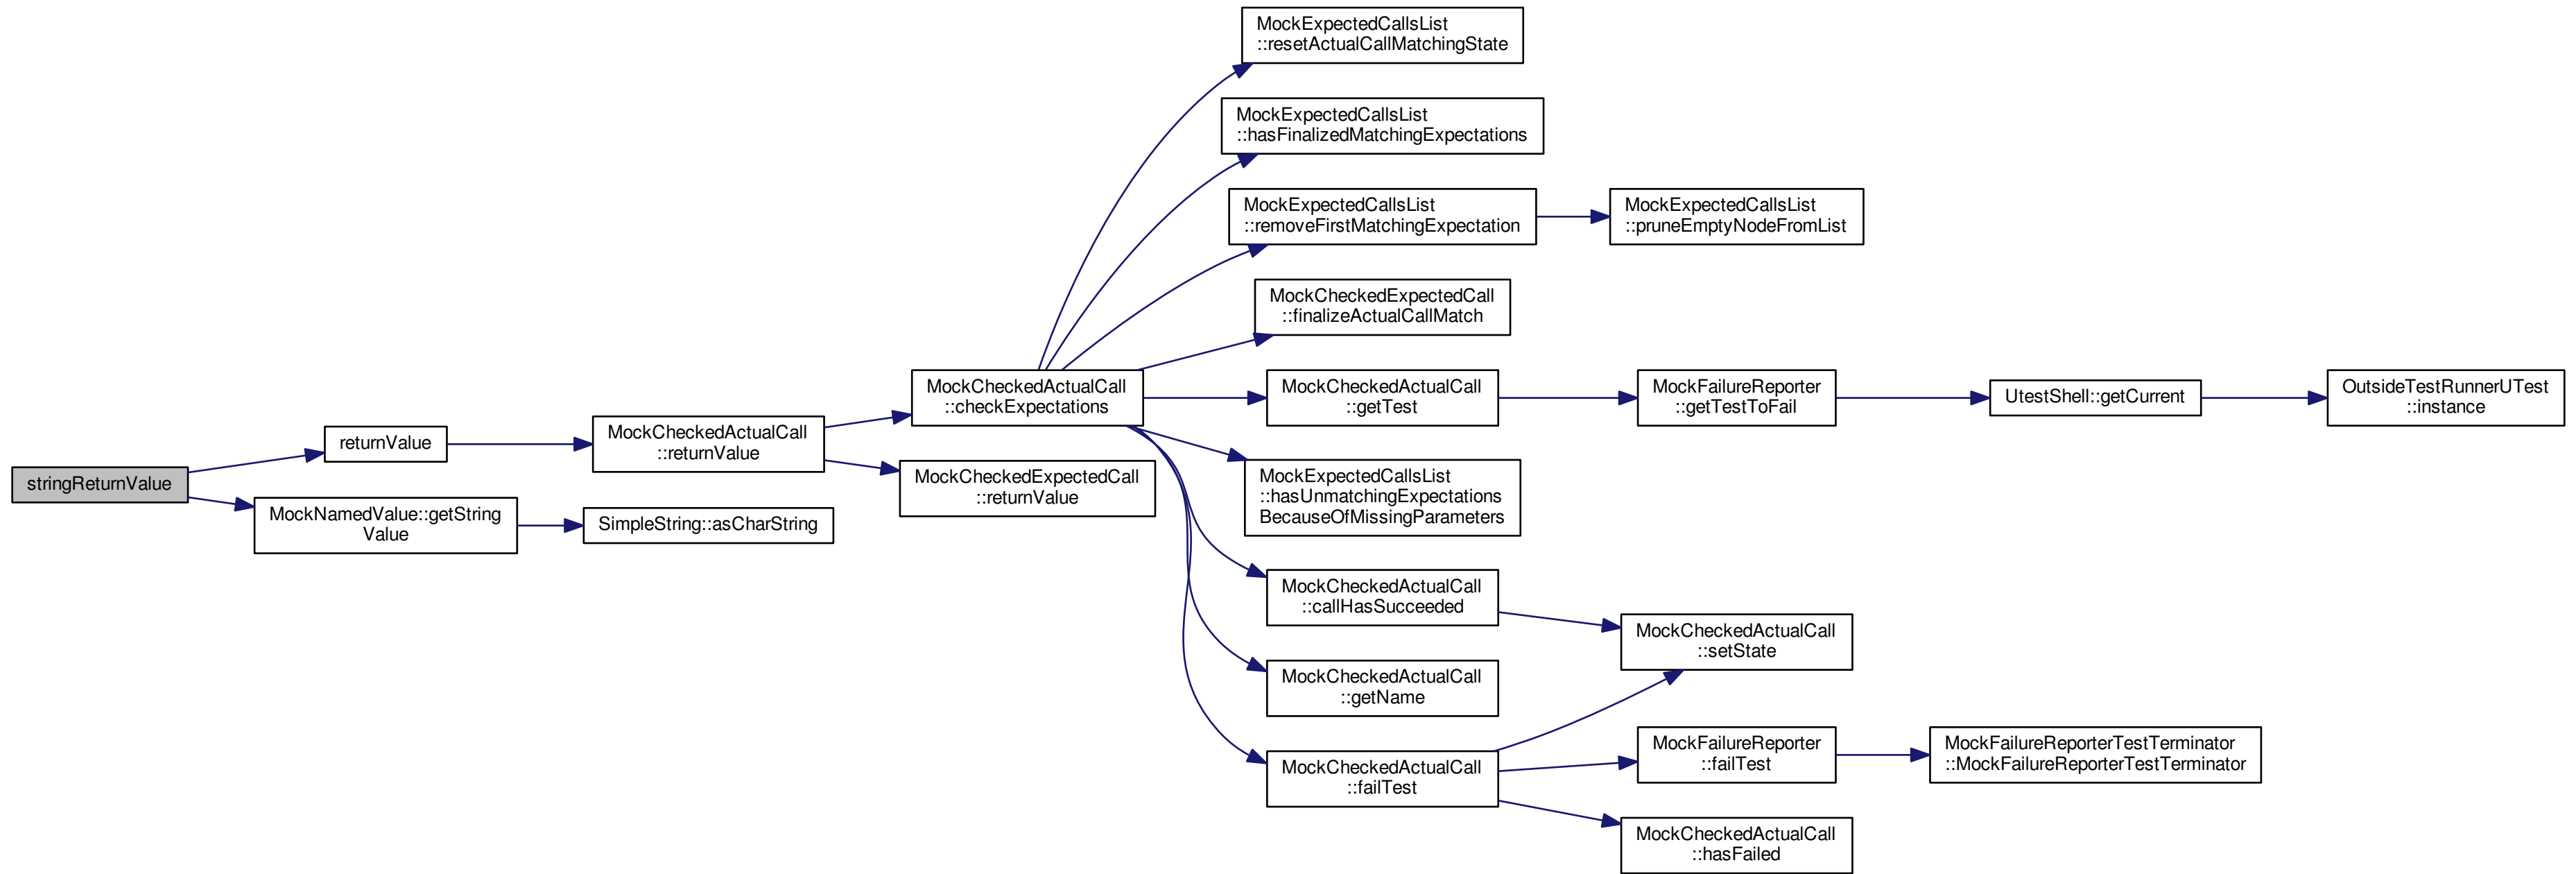 stringReturnValue
returnValue
MockNamedValue::getString
Value
MockCheckedActualCall
::returnValue
SimpleString::asCharString
MockCheckedActualCall
::checkExpectations
MockCheckedExpectedCall
::returnValue
MockExpectedCallsList
::resetActualCallMatchingState
MockExpectedCallsList
::hasFinalizedMatchingExpectations
MockExpectedCallsList
::removeFirstMatchingExpectation
MockCheckedExpectedCall
::finalizeActualCallMatch
MockCheckedActualCall
::getTest
MockExpectedCallsList
::hasUnmatchingExpectations
BecauseOfMissingParameters
MockCheckedActualCall
::callHasSucceeded
MockCheckedActualCall
::getName
MockCheckedActualCall
::failTest
MockExpectedCallsList
::pruneEmptyNodeFromList
MockFailureReporter
::getTestToFail
MockCheckedActualCall
::setState
MockFailureReporter
::failTest
MockCheckedActualCall
::hasFailed
UtestShell::getCurrent
MockFailureReporterTestTerminator
::MockFailureReporterTestTerminator
OutsideTestRunnerUTest
::instance